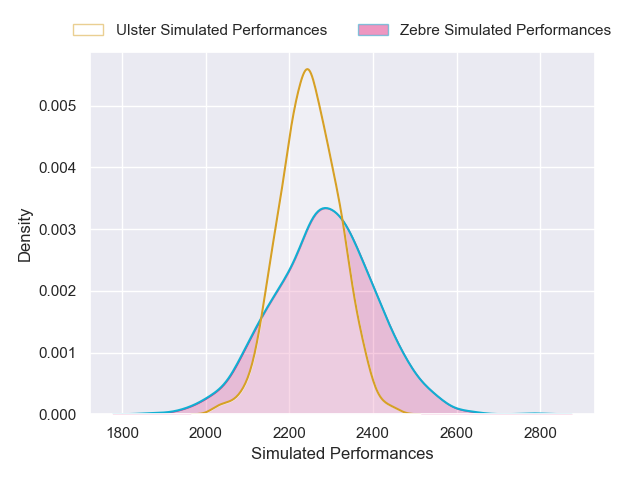 Ulster Simulated Performances Zebre Simulated Performances
0.005
0.004
0.003
0.002
0.001
0.000
Density
1800 2000 2200 2400 2600 2800
Simulated Performances